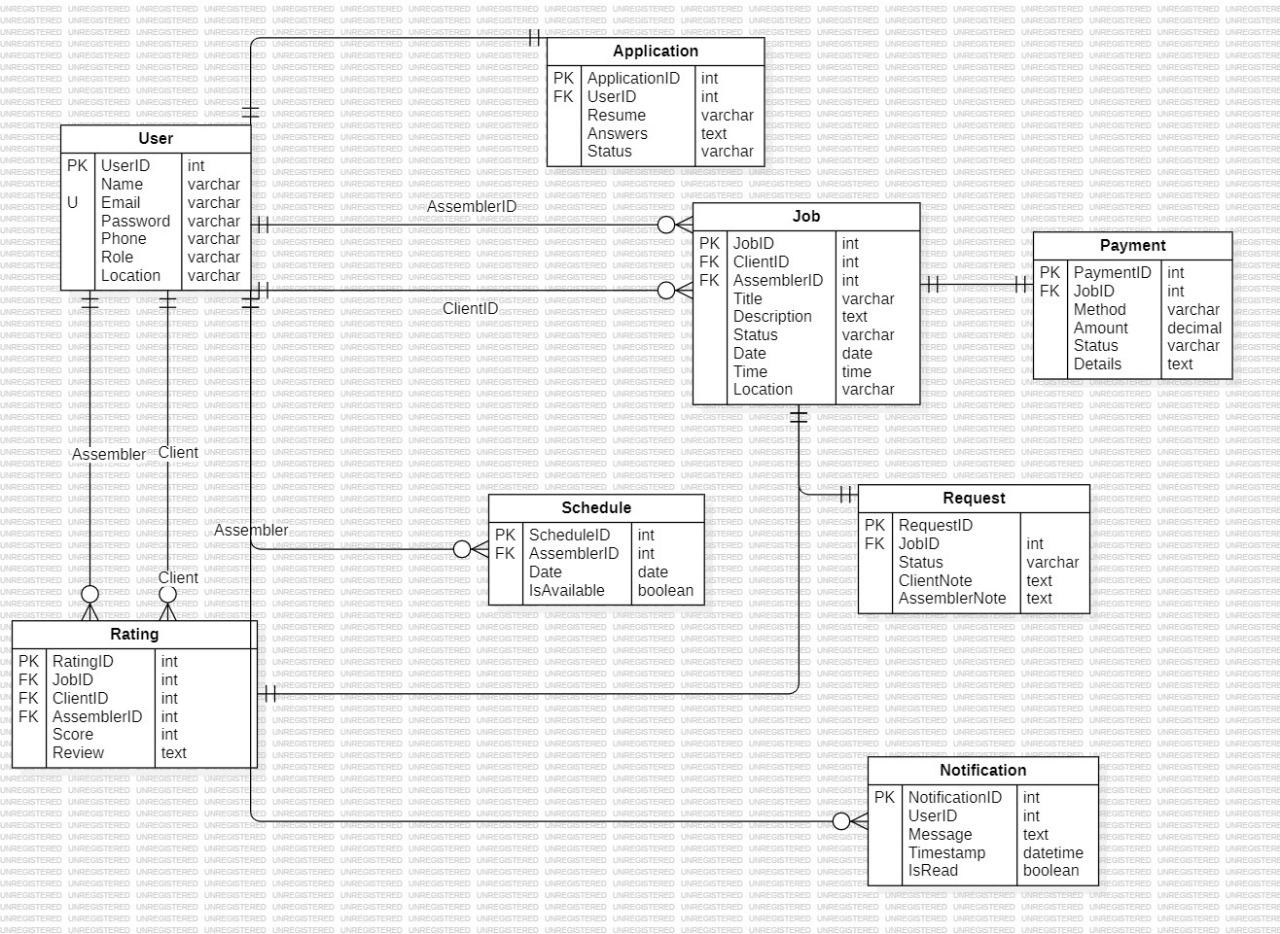 Application
PK ApplicationID int
FK UserID int
Resume varchar
Answers text
Status varchar
User
PK UserID int
Name varchar
U Email varchar
Password varchar
Phone varchar
Role varchar
Location varchar
AssemblerID
ClientID
Job
PK JobID int
FK ClientID int
FK AssemblerID int
Title varchar
Description text
Status varchar
Date date
Time time
Location varchar
Payment
PK PaymentID int
FK JobID int
Method varchar
Amount decimal
Status varchar
Details text
Assembler
Client
Assembler
Client
Schedule
PK ScheduleID int
FK AssemblerID int
Date date
IsAvailable boolean
Request
PK RequestID
FK JobID int
Status varchar
ClientNote text
AssemblerNote text
Rating
PK RatingID int
FK JobID int
FK ClientID int
FK AssemblerID int
Score int
Review text
Notification
PK NotificationID int
UserID int
Message text
Timestamp datetime
IsRead boolean
UNREGISTERED